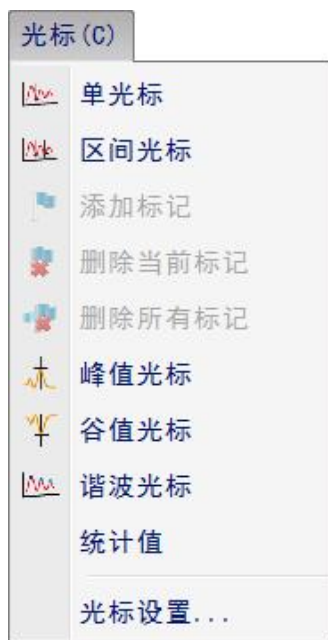 光标(C)
单光标
区间光标
添加标记
删除当前标记
删除所有标记
峰值光标
谷值光标
谐波光标
统计值
光标设置...